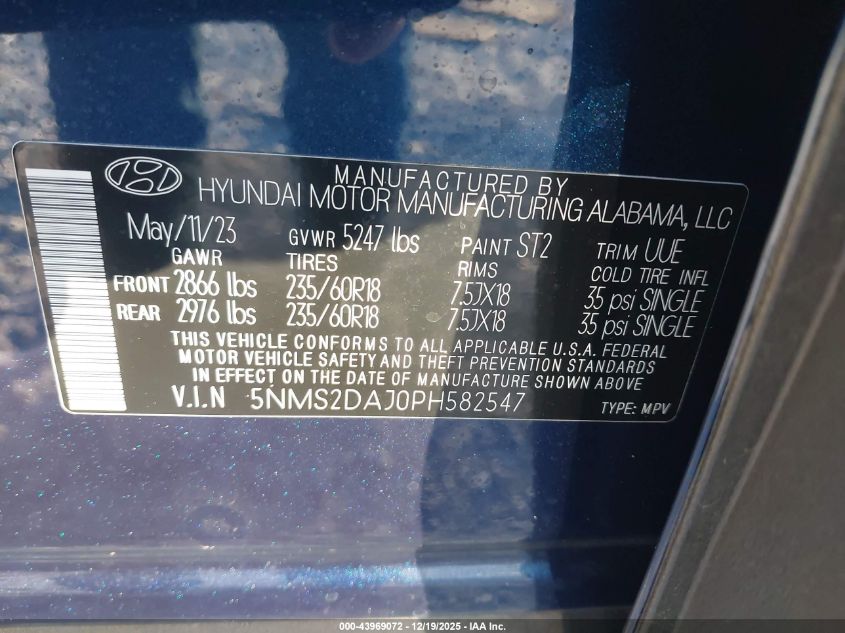 MANUFACTURED BY
HYUNDAI MOTOR MANUFACTURING ALABAMA, LLC
May/11/23 GVWR 5247 lbs PAINT ST2 TRIM UUE
GAWR TIRES RIMS COLD TIRE INFL
FRONT 2866 lbs 235/60R18 7.5JX18 35 psi SINGLE
REAR 2976 lbs 235/60R18 7.5JX18 35 psi SINGLE
THIS VEHICLE CONFORMS TO ALL APPLICABLE U.S.A. FEDERAL
MOTOR VEHICLE SAFETY AND THEFT PREVENTION STANDARDS
IN EFFECT ON THE DATE OF MANUFACTURE SHOWN ABOVE
V.I.N 5NMS2DAJ0PH582547 TYPE: MPV
000-43969072 - 12/19/2025 - IAA Inc.